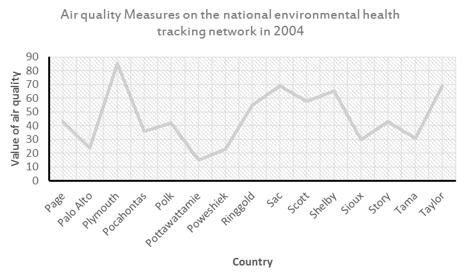 Air quality Measures on the national environmental health
tracking network in 2004
Value of air quality
90
80
70
60
50
40
30
20
10
0
Page
Palo Alto
Plymouth
Pocahontas
Polk
Pottawattamie
Poweshiek
Ringgold
Sac
Scott
Shelby
Sioux
Story
Tama
Taylor
Country